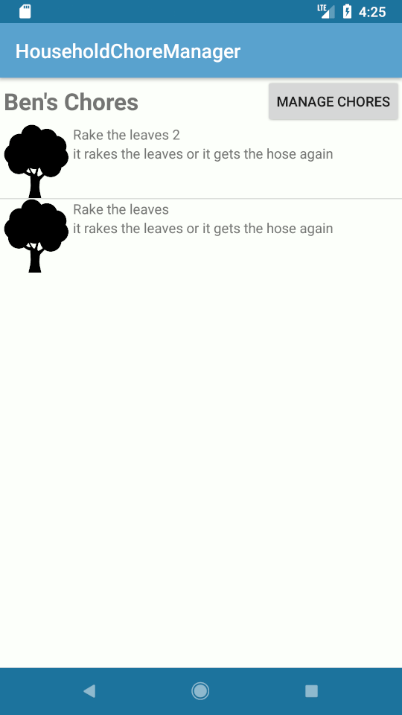 LTE 4:25
HouseholdChoreManager
Ben's Chores MANAGE CHORES
Rake the leaves 2
it rakes the leaves or it gets the hose again
Rake the leaves
it rakes the leaves or it gets the hose again